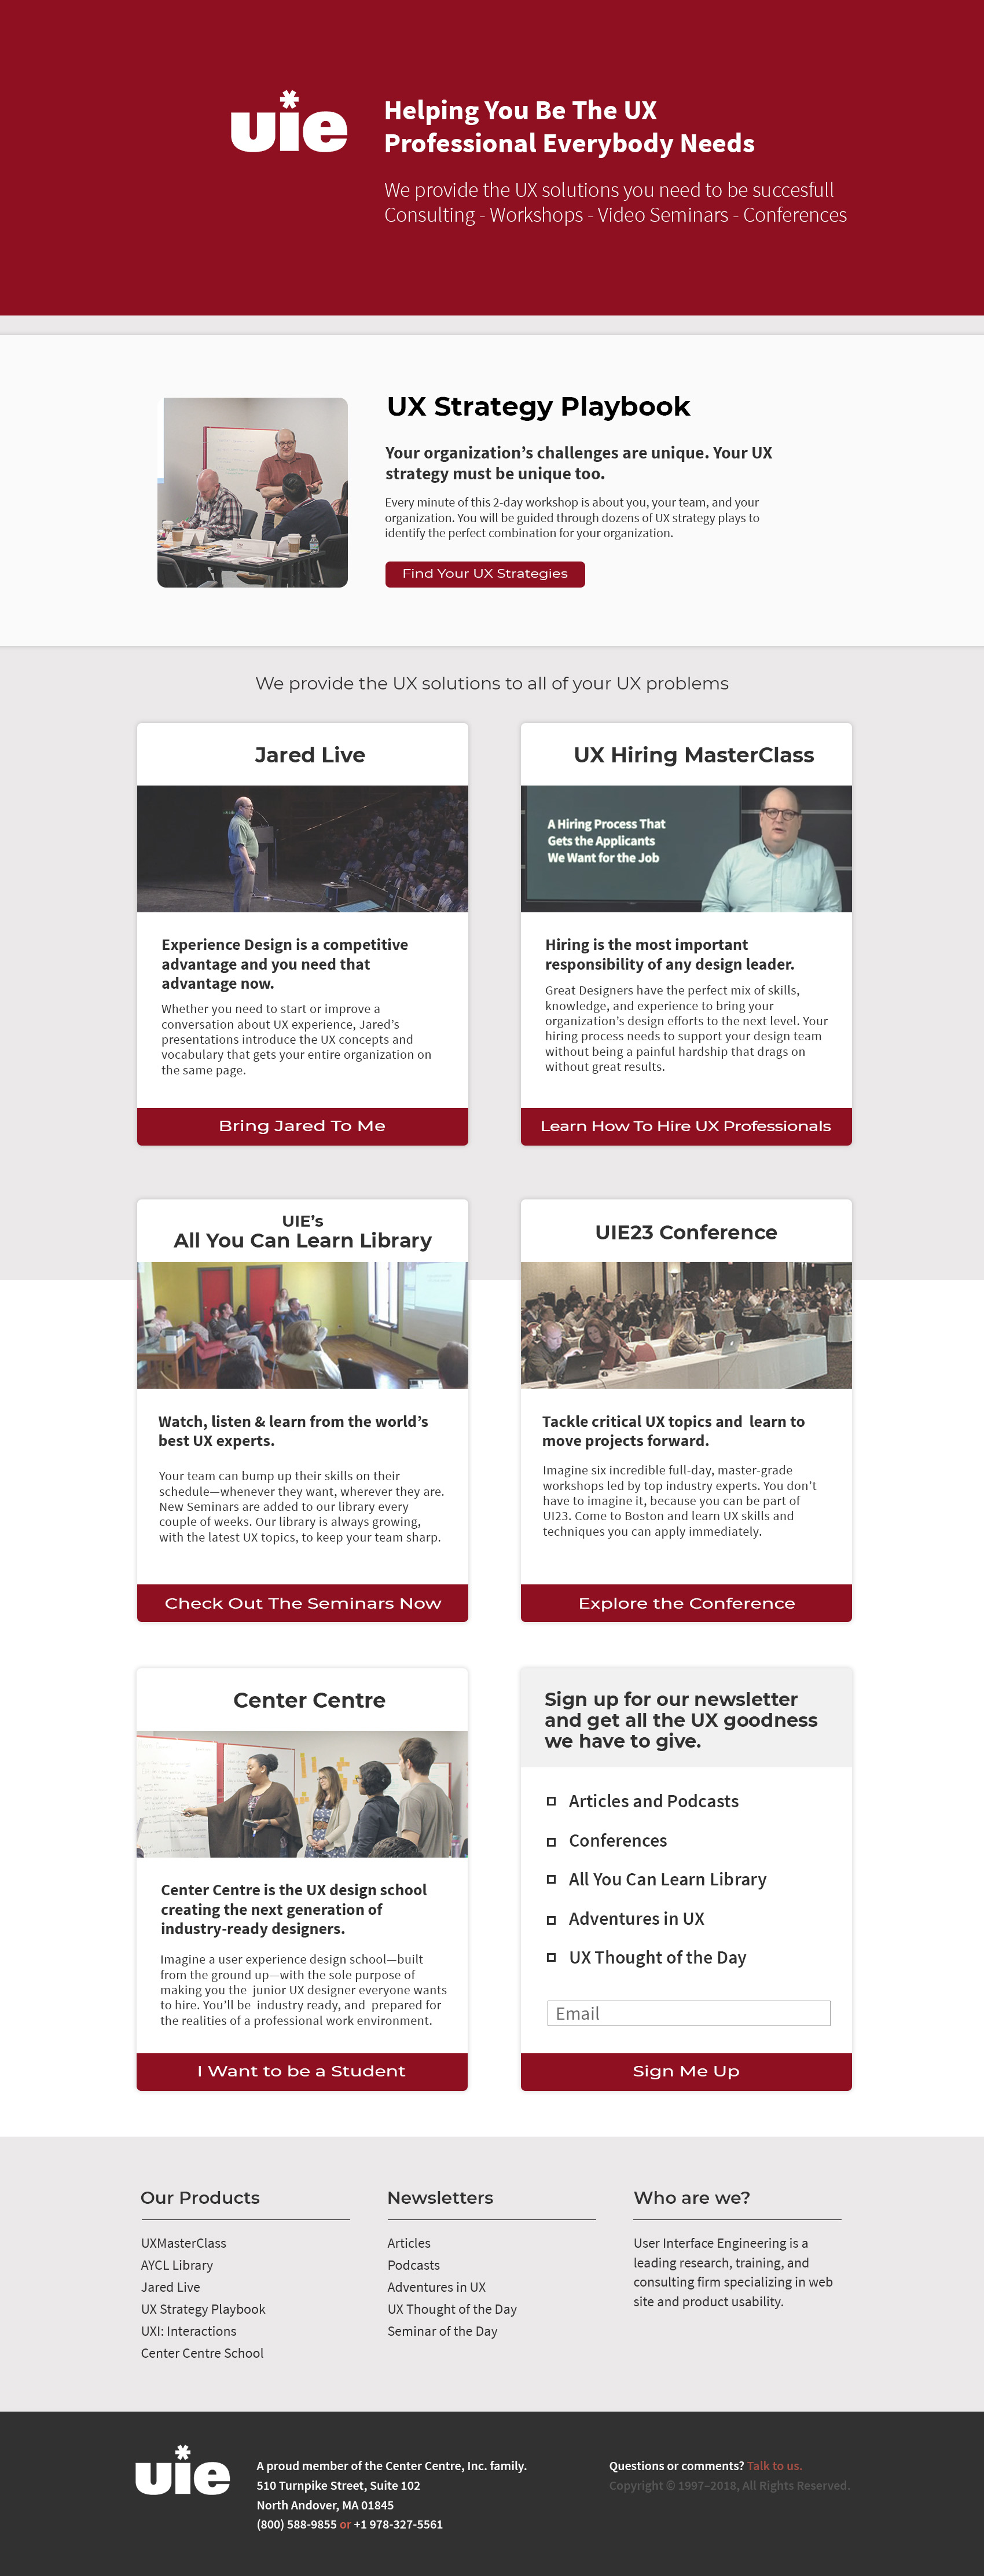 uie
Helping You Be The UX
Professional Everybody Needs
We provide the UX solutions you need to be succesfull
Consulting - Workshops - Video Seminars - Conferences
UX Strategy Playbook
Your organization’s challenges are unique. Your UX
strategy must be unique too.
Every minute of this 2-day workshop is about you, your team, and your
organization. You will be guided through dozens of UX strategy plays to
identify the perfect combination for your organization.
Find Your UX Strategies
We provide the UX solutions to all of your UX problems
Jared Live
Experience Design is a competitive
advantage and you need that
advantage now.
Whether you need to start or improve a
conversation about UX experience, Jared’s
presentations introduce the UX concepts and
vocabulary that gets your entire organization on
the same page.
Bring Jared To Me
UX Hiring MasterClass
A Hiring Process That
Gets the Applicants
We Want for the Job
Hiring is the most important
responsibility of any design leader.
Great Designers have the perfect mix of skills,
knowledge, and experience to bring your
organization’s design efforts to the next level. Your
hiring process needs to support your design team
without being a painful hardship that drags on
without great results.
Learn How To Hire UX Professionals
UIE’s
All You Can Learn Library
Watch, listen & learn from the world’s
best UX experts.
Your team can bump up their skills on their
schedule—whenever they want, wherever they are.
New Seminars are added to our library every
couple of weeks. Our library is always growing,
with the latest UX topics, to keep your team sharp.
Check Out The Seminars Now
UIE23 Conference
Tackle critical UX topics and  learn to
move projects forward.
Imagine six incredible full-day, master-grade
workshops led by top industry experts. You don’t
have to imagine it, because you can be part of
UI23. Come to Boston and learn UX skills and
techniques you can apply immediately.
Explore the Conference
Center Centre
Center Centre is the UX design school
creating the next generation of
industry-ready designers.
Imagine a user experience design school—built
from the ground up—with the sole purpose of
making you the  junior UX designer everyone wants
to hire. You’ll be  industry ready, and  prepared for
the realities of a professional work environment.
I Want to be a Student
Sign up for our newsletter
and get all the UX goodness
we have to give.
Articles and Podcasts
Conferences
All You Can Learn Library
Adventures in UX
UX Thought of the Day
Email
Sign Me Up
Our Products
UXMasterClass
AYCL Library
Jared Live
UX Strategy Playbook
UXI: Interactions
Center Centre School
Newsletters
Articles
Podcasts
Adventures in UX
UX Thought of the Day
Seminar of the Day
Who are we?
User Interface Engineering is a
leading research, training, and
consulting firm specializing in web
site and product usability.
uie
A proud member of the Center Centre, Inc. family.
510 Turnpike Street, Suite 102
North Andover, MA 01845
(800) 588-9855 or +1 978-327-5561
Questions or comments? Talk to us.
Copyright © 1997–2018, All Rights Reserved.